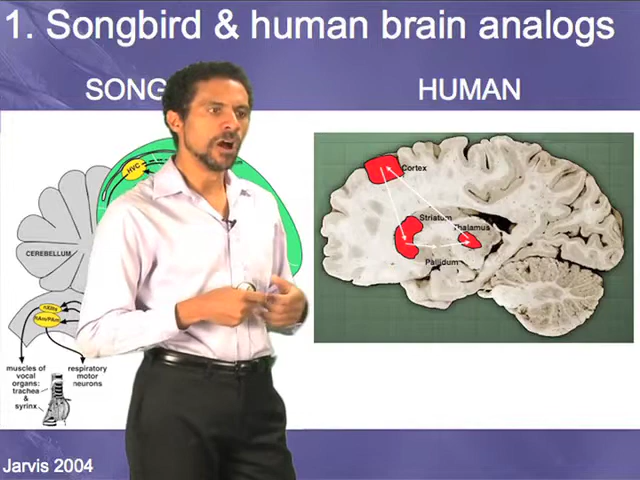 1. Songbird & human brain analogs
SONG
HUMAN
HVC
Cortex
Striatum
Thalamus
Pallidum
CEREBELLUM
muscles of
vocal
organs:
trachea
&
syrinx
respiratory
motor
neurons
Jarvis 2004